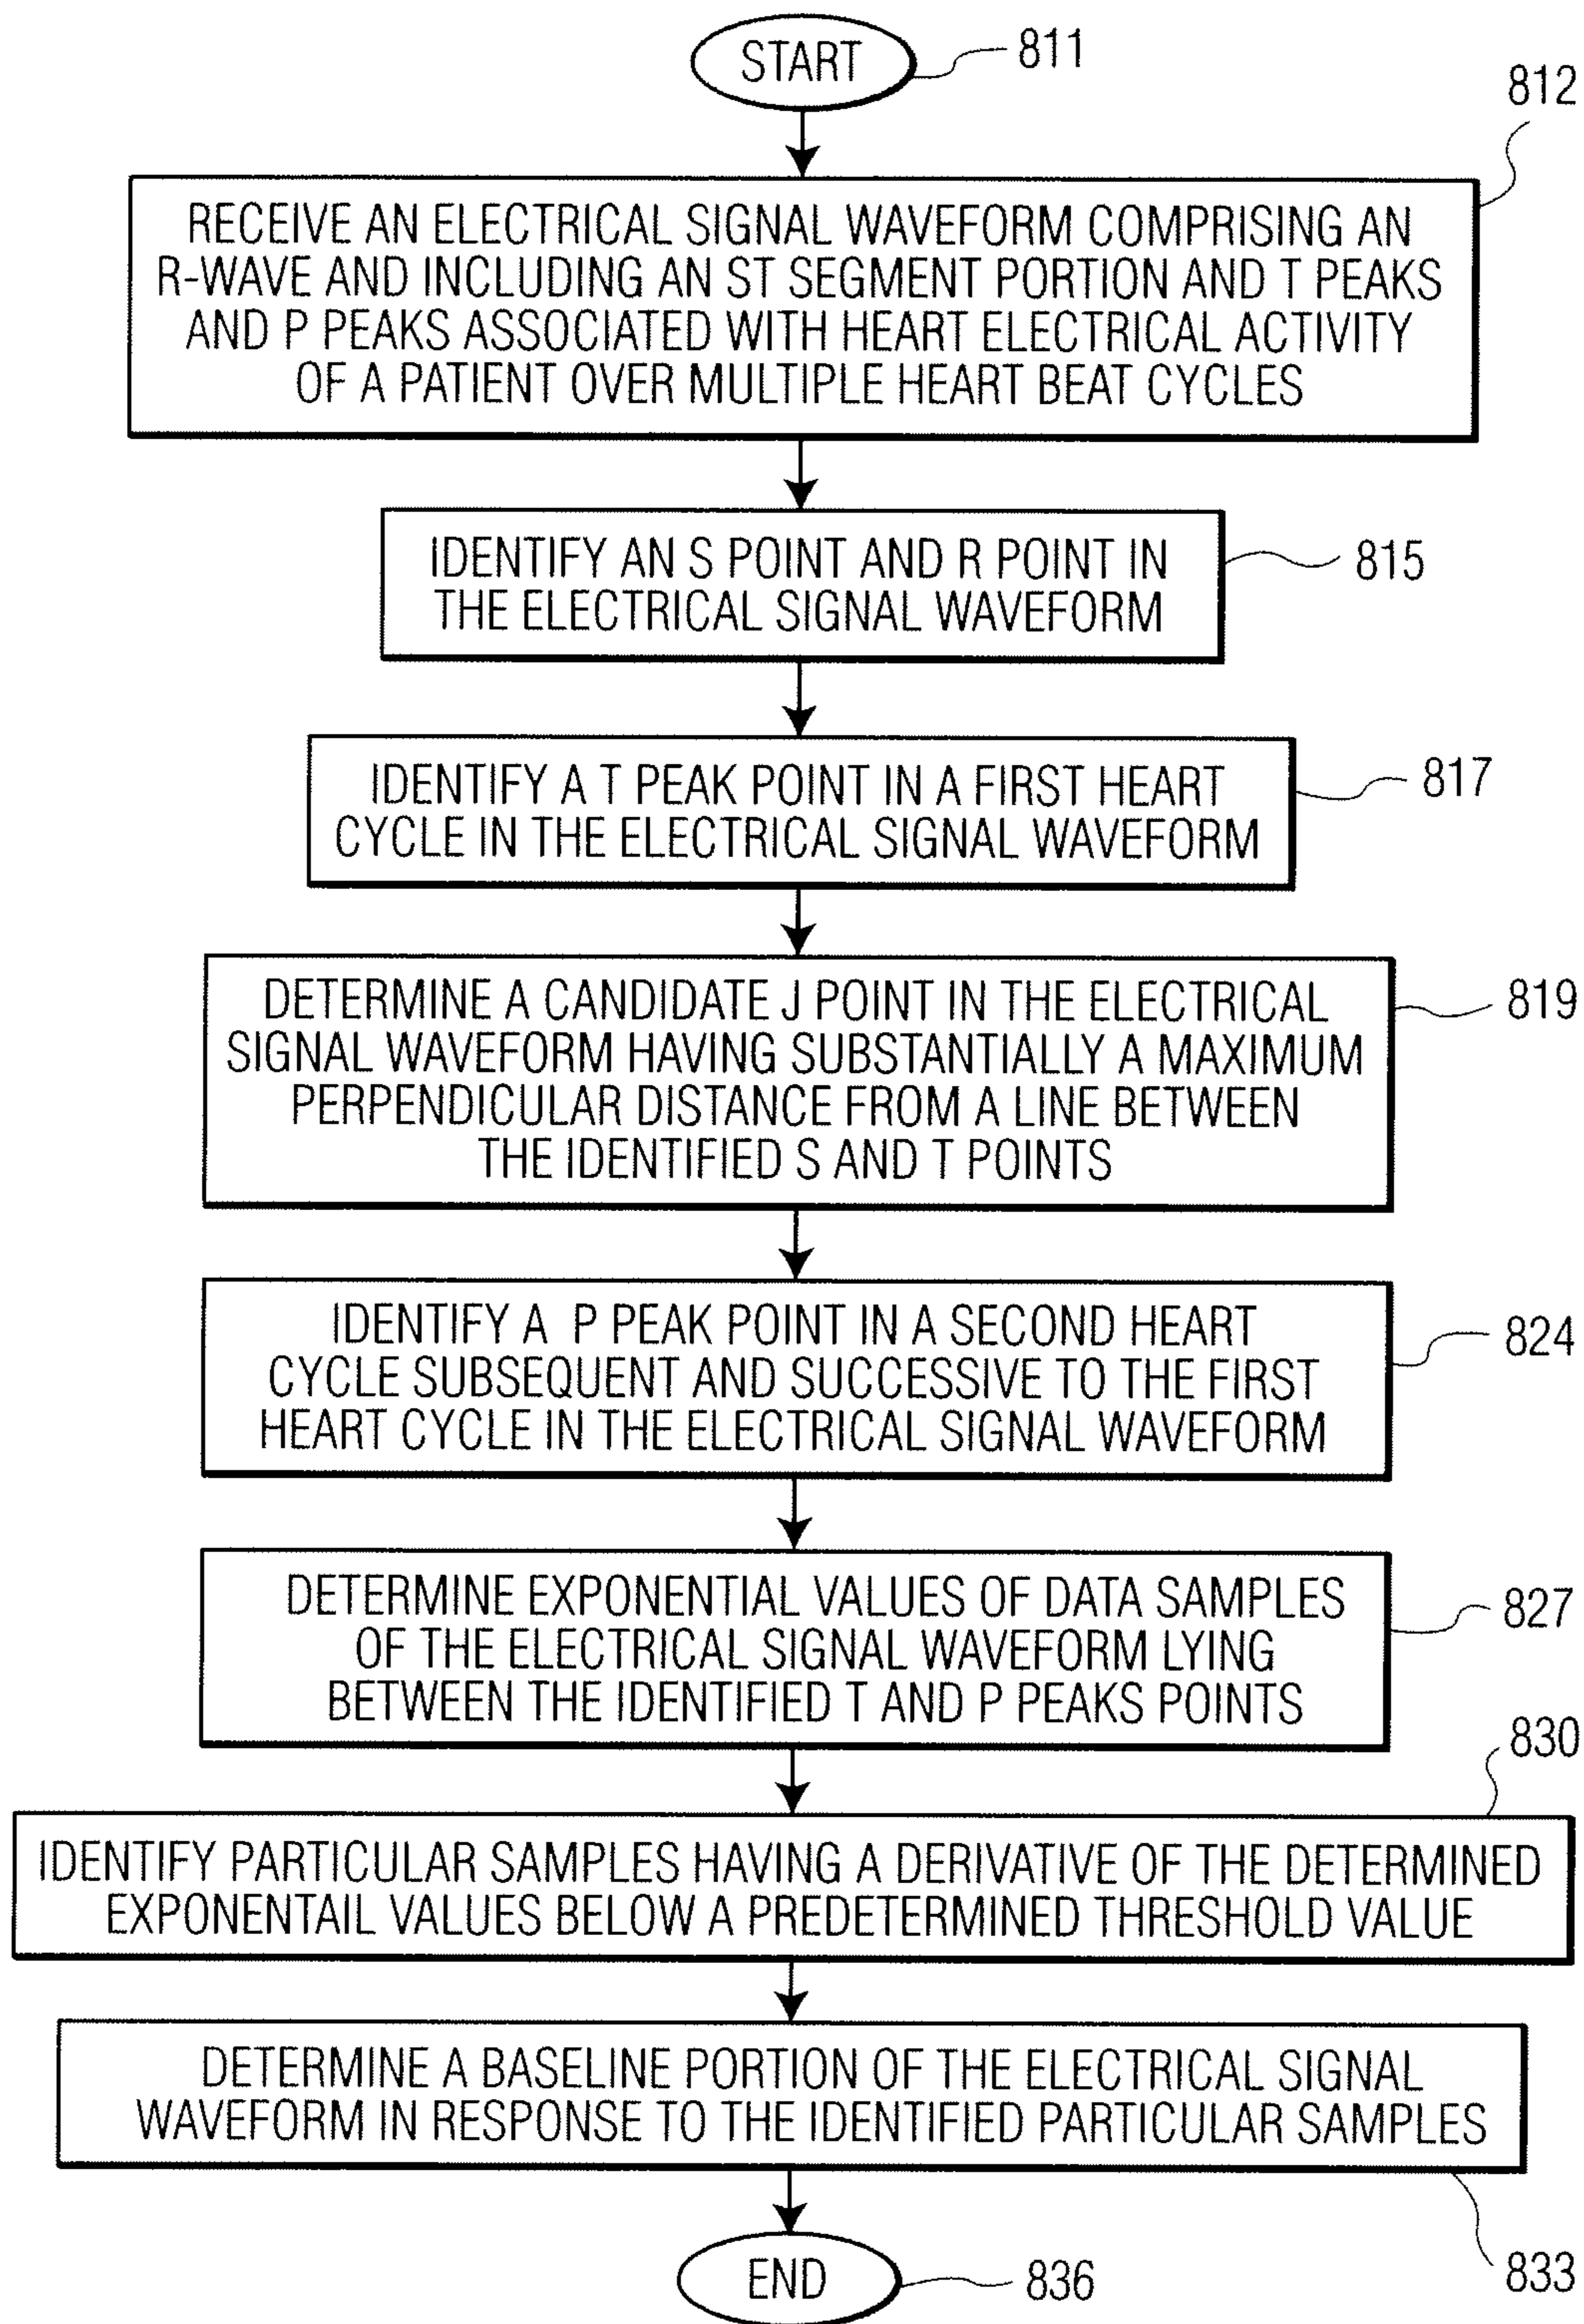 START
811
812
RECEIVE AN ELECTRICAL SIGNAL WAVEFORM COMPRISING AN
R-WAVE AND INCLUDING AN ST SEGMENT PORTION AND T PEAKS
AND P PEAKS ASSOCIATED WITH HEART ELECTRICAL ACTIVITY
OF A PATIENT OVER MULTIPLE HEART BEAT CYCLES
IDENTIFY AN S POINT AND R POINT IN
THE ELECTRICAL SIGNAL WAVEFORM
815
IDENTIFY A T PEAK POINT IN A FIRST HEART
CYCLE IN THE ELECTRICAL SIGNAL WAVEFORM
817
DETERMINE A CANDIDATE J POINT IN THE ELECTRICAL
SIGNAL WAVEFORM HAVING SUBSTANTIALLY A MAXIMUM
PERPENDICULAR DISTANCE FROM A LINE BETWEEN
THE IDENTIFIED S AND T POINTS
819
IDENTIFY A P PEAK POINT IN A SECOND HEART
CYCLE SUBSEQUENT AND SUCCESSIVE TO THE FIRST
HEART CYCLE IN THE ELECTRICAL SIGNAL WAVEFORM
824
DETERMINE EXPONENTIAL VALUES OF DATA SAMPLES
OF THE ELECTRICAL SIGNAL WAVEFORM LYING
BETWEEN THE IDENTIFIED T AND P PEAKS POINTS
827
830
IDENTIFY PARTICULAR SAMPLES HAVING A DERIVATIVE OF THE DETERMINED
EXPONENTAIL VALUES BELOW A PREDETERMINED THRESHOLD VALUE
DETERMINE A BASELINE PORTION OF THE ELECTRICAL SIGNAL
WAVEFORM IN RESPONSE TO THE IDENTIFIED PARTICULAR SAMPLES
833
END
836